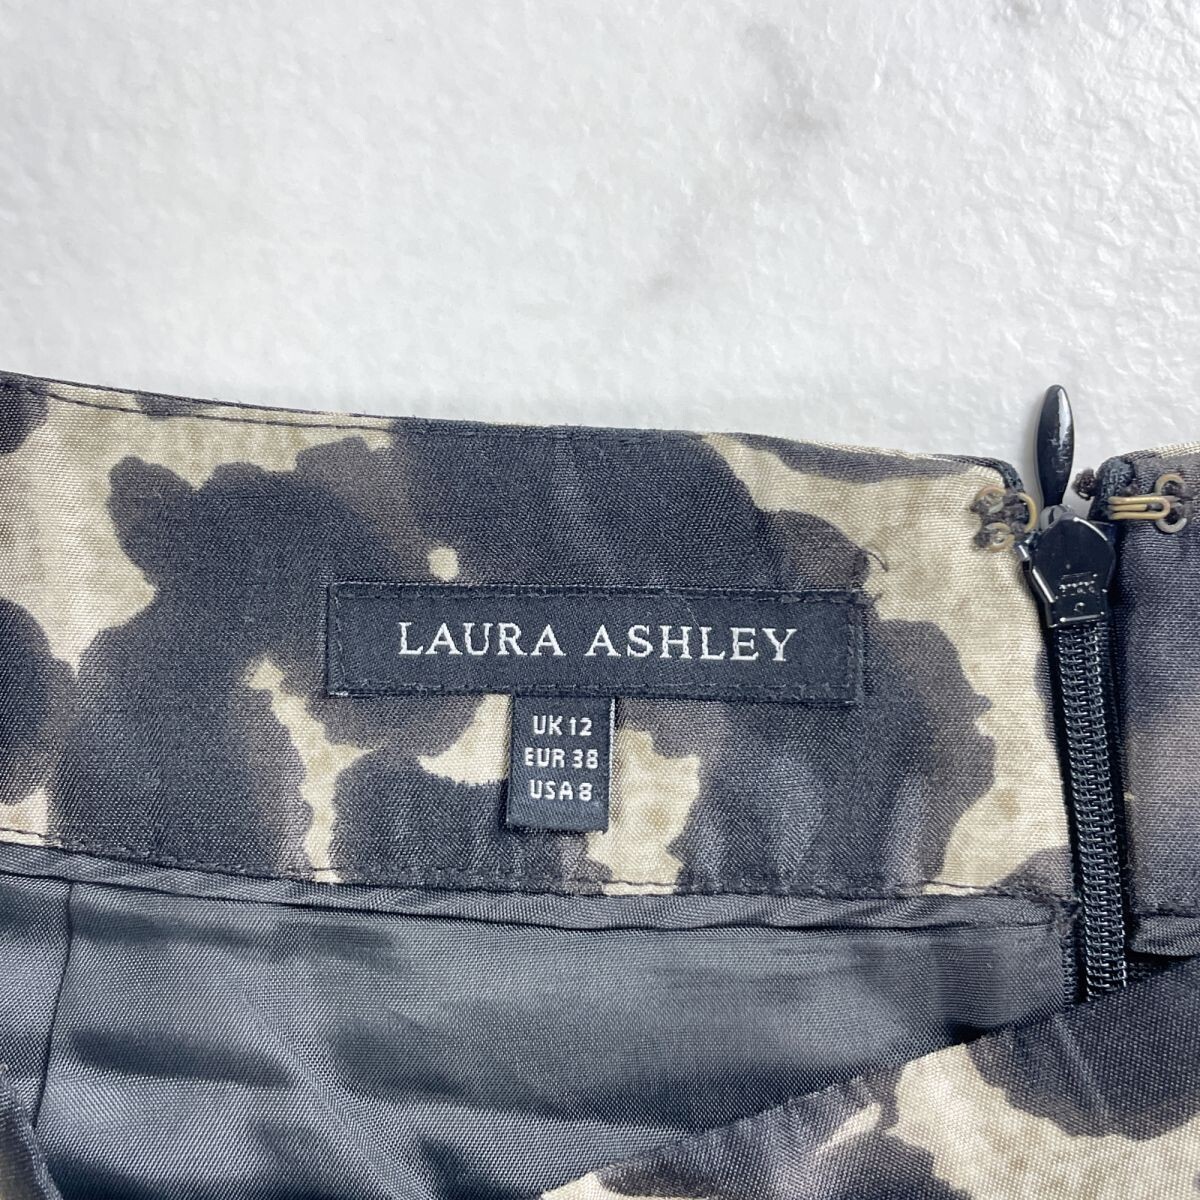 LAURA ASHLEY
UK 12
EUR 38
USA 8